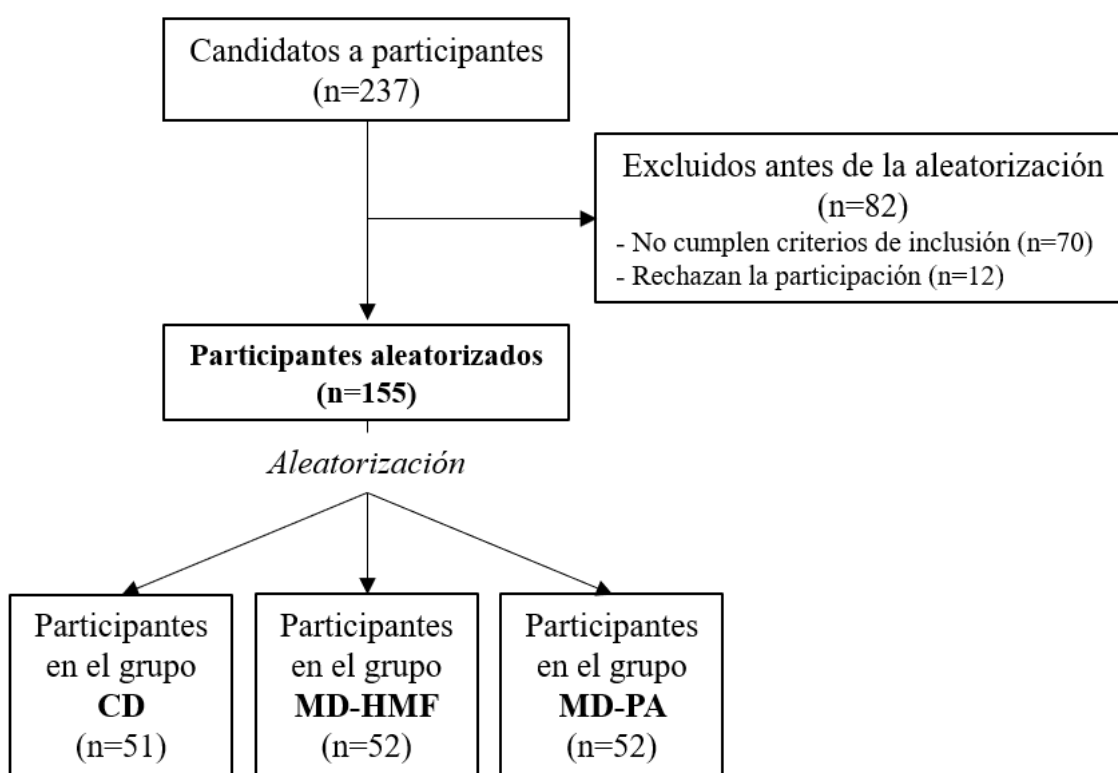 Candidatos a participantes
(n=237)
Excluidos antes de la aleatorización
(n=82)
- No cumplen criterios de inclusión (n=70)
- Rechazan la participación (n=12)
Participantes aleatorizados
(n=155)
Aleatorización
Participantes
en el grupo
CD
(n=51)
Participantes
en el grupo
MD-HMF
(n=52)
Participantes
en el grupo
MD-PA
(n=52)